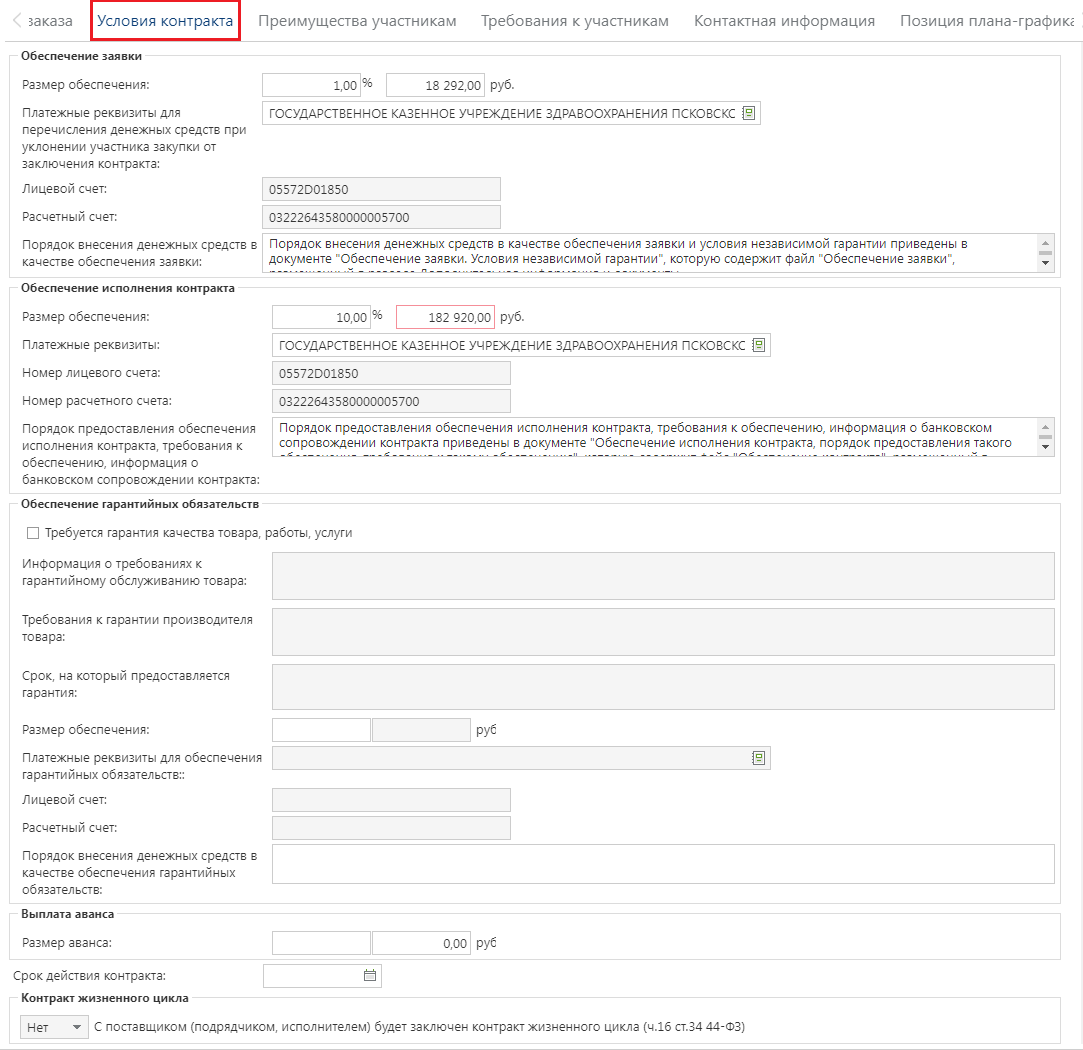 заказа Условия контракта Преимущества участникам Требования к участникам Контактная информация Позиция плана-графика
Обеспечение заявки
Размер обеспечения: 1,00 % 18 292,00 руб.
Платежные реквизиты для
перечисления денежных средств при
уклонении участника закупки от
заключения контракта:
ГОСУДАРСТВЕННОЕ КАЗЕННОЕ УЧРЕЖДЕНИЕ ЗДРАВООХРАНЕНИЯ ПСКОВСКО
Лицевой счет: 05572D01850
Расчетный счет: 03222643580000005700
Порядок внесения денежных средств в
качестве обеспечения заявки:
Порядок внесения денежных средств в качестве обеспечения заявки и условия независимой гарантии приведены в
документе "Обеспечение заявки. Условия независимой гарантии", которую содержит файл "Обеспечение заявки",
Обеспечение исполнения контракта
Размер обеспечения: 10,00 % 182 920,00 руб.
Платежные реквизиты: ГОСУДАРСТВЕННОЕ КАЗЕННОЕ УЧРЕЖДЕНИЕ ЗДРАВООХРАНЕНИЯ ПСКОВСКО
Номер лицевого счета: 05572D01850
Номер расчетного счета: 03222643580000005700
Порядок предоставления обеспечения
исполнения контракта, требования к
обеспечению, информация о
банковском сопровождении контракта:
Порядок предоставления обеспечения исполнения контракта, требования к обеспечению, информация о банковском
сопровождении контракта приведены в документе "Обеспечение исполнения контракта, порядок предоставления такого
Обеспечение гарантийных обязательств
Требуется гарантия качества товара, работы, услуги
Информация о требованиях к
гарантийному обслуживанию товара:
Требования к гарантии производителя
товара:
Срок, на который предоставляется
гарантия:
Размер обеспечения: руб
Платежные реквизиты для обеспечения
гарантийных обязательств::
Лицевой счет:
Расчетный счет:
Порядок внесения денежных средств в
качестве обеспечения гарантийных
обязательств:
Выплата аванса
Размер аванса: 0,00 руб
Срок действия контракта:
Контракт жизненного цикла
Нет С поставщиком (подрядчиком, исполнителем) будет заключен контракт жизненного цикла (ч.16 ст.34 44-ФЗ)